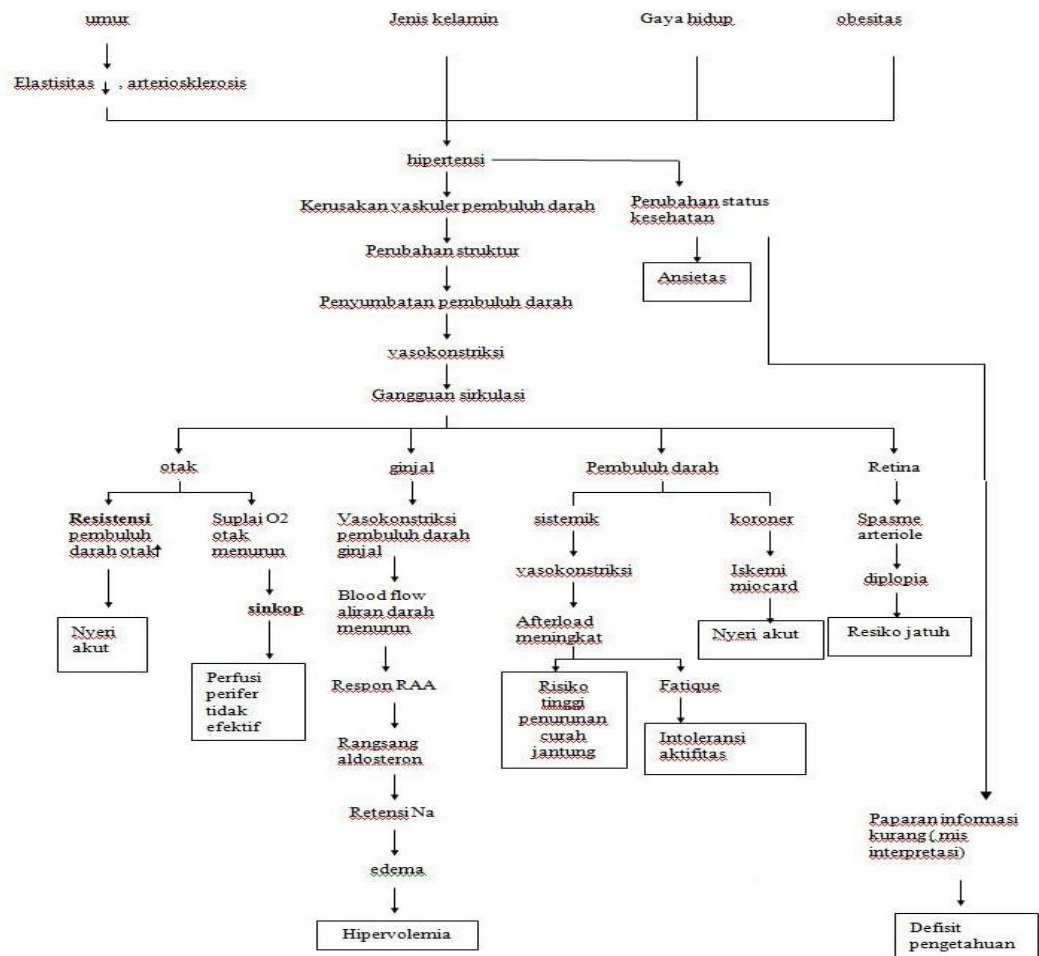 umur
Jenis kelamin
Gaya hidup
obesitas
Elastisitas ↓ , arteriosklerosis
hipertensi
Kerusakan vaskuler pembuluh darah
Perubahan struktur
Penyumbatan pembuluh darah
vasokonstriksi
Gangguan sirkulasi
Perubahan status
kesehatan
Ansietas
otak
ginjal
Pembuluh darah
Retina
Resistensi
pembuluh
darah otak↑
Nyeri
akut
Suplai O2
otak
menurun
sinkop
Perfusi
perifer
tidak
efektif
Vasokonstriksi
pembuluh darah
ginjal
Blood flow
aliran darah
menurun
Respon RAA
Rangsang
aldosteron
Retensi Na
edema
Hipervolemia
sistemik
vasokonstriksi
Afterload
meningkat
Risiko
tinggi
penurunan
curah
jantung
Fatique
Intoleransi
aktifitas
koroner
Iskemi
miocard
Nyeri akut
Spasme
arteriole
diplopia
Resiko jatuh
Paparan informasi
kurang ( mis
interpretasi)
Defisit
pengetahuan